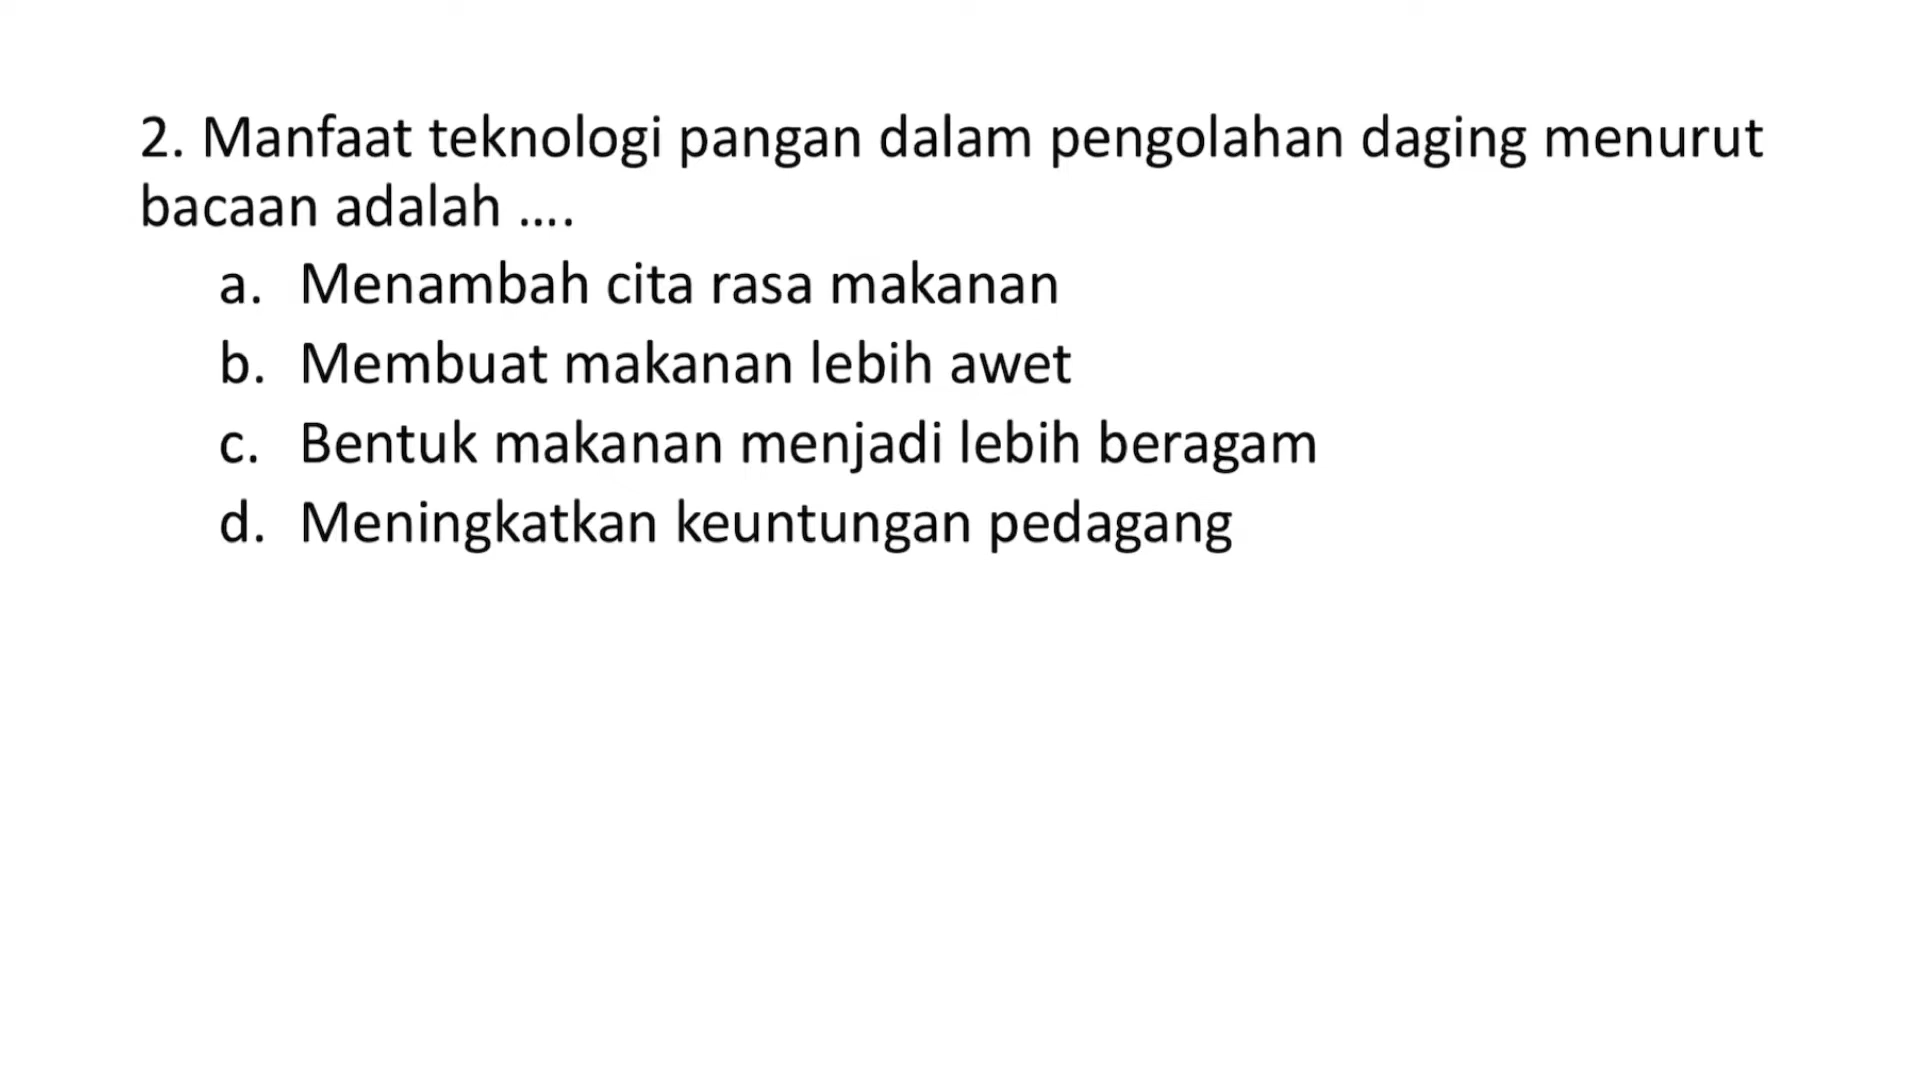 2. Manfaat teknologi pangan dalam pengolahan daging menurut
bacaan adalah ....
a. Menambah cita rasa makanan
b. Membuat makanan lebih awet
c. Bentuk makanan menjadi lebih beragam
d. Meningkatkan keuntungan pedagang